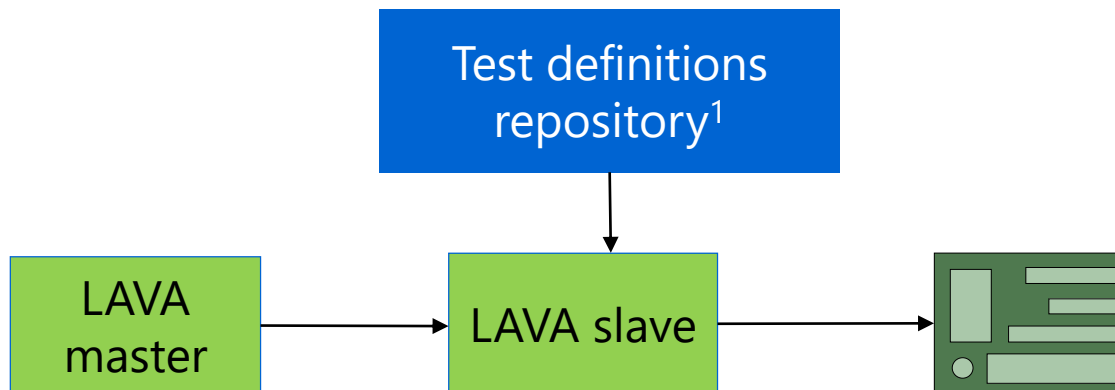 Test definitions
repository¹
LAVA
master
LAVA slave